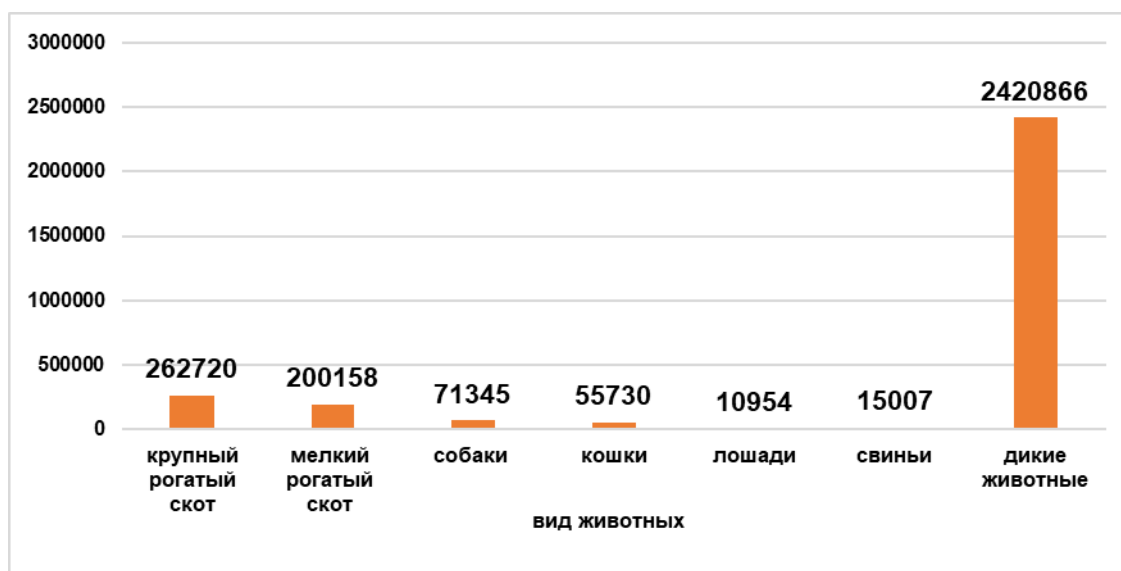 3000000
2500000
2000000
1500000
1000000
500000
0
262720
200158
71345
55730
10954
15007
2420866
крупный
рогатый
скот
мелкий
рогатый
скот
собаки
кошки
лошади
свиньи
дикие
животные
вид животных